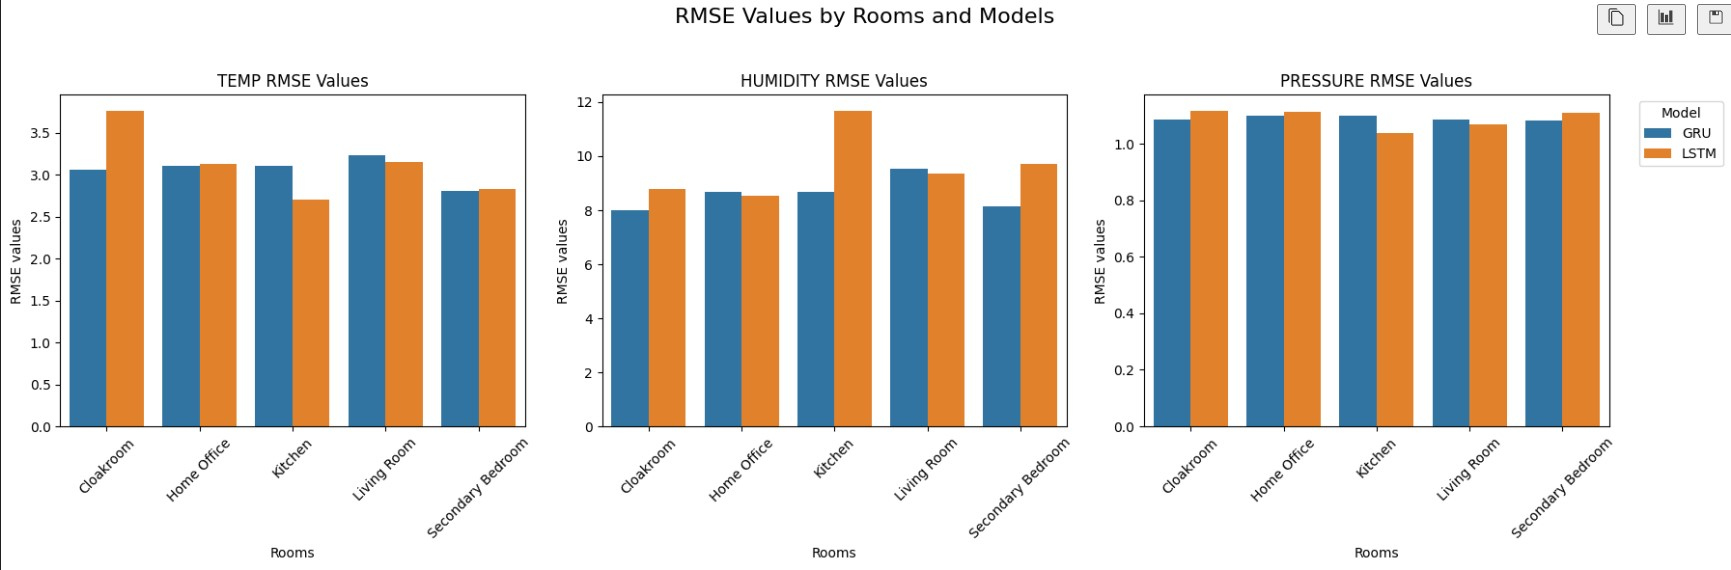 RMSE Values by Rooms and Models
TEMP RMSE Values
RMSE values
3.5
3.0
2.5
2.0
1.5
1.0
0.5
0.0
Cloakroom
Home Office
Kitchen
Living Room
Secondary Bedroom
Rooms
HUMIDITY RMSE Values
RMSE values
12
10
8
6
4
2
0
Cloakroom
Home Office
Kitchen
Living Room
Secondary Bedroom
Rooms
PRESSURE RMSE Values
RMSE values
1.0
0.8
0.6
0.4
0.2
0.0
Cloakroom
Home Office
Kitchen
Living Room
Secondary Bedroom
Rooms
Model
GRU
LSTM